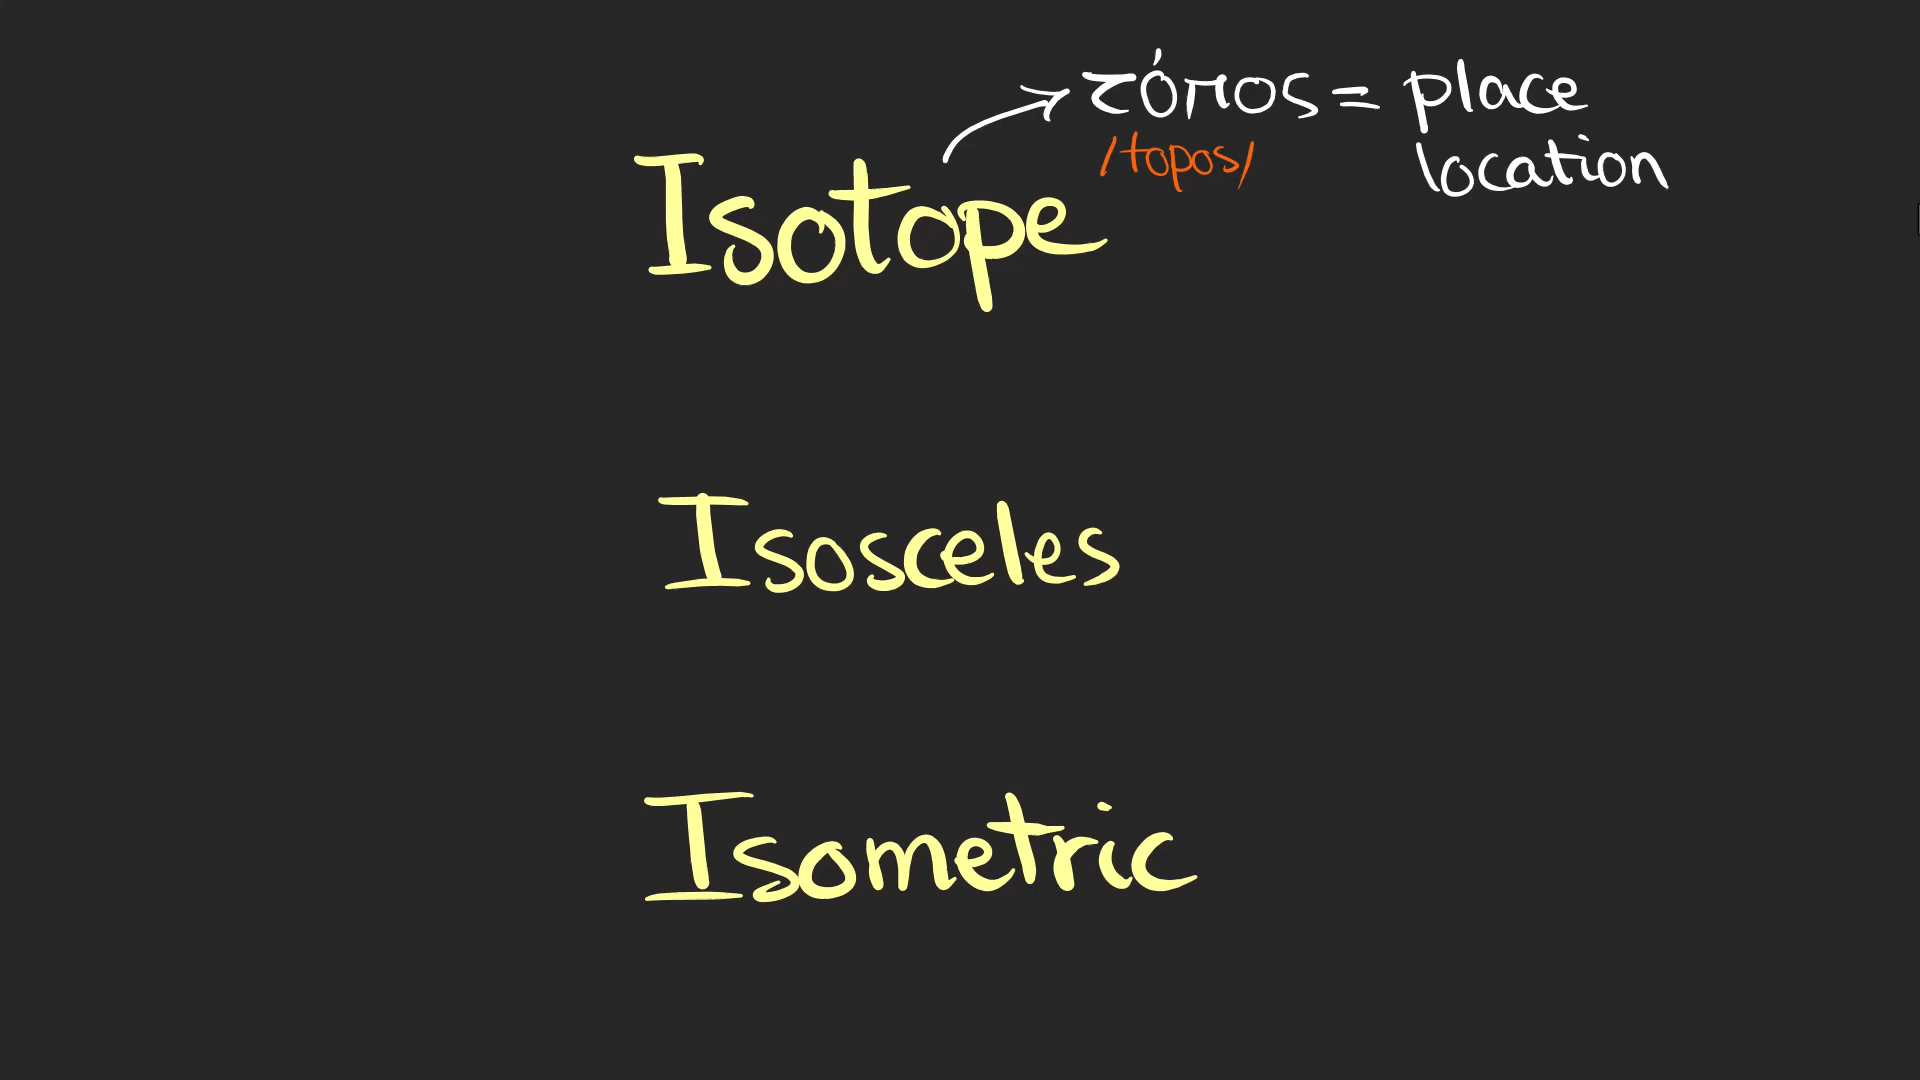 τόπος = place
/topos/ location
Isotope
Isosceles
Isometric